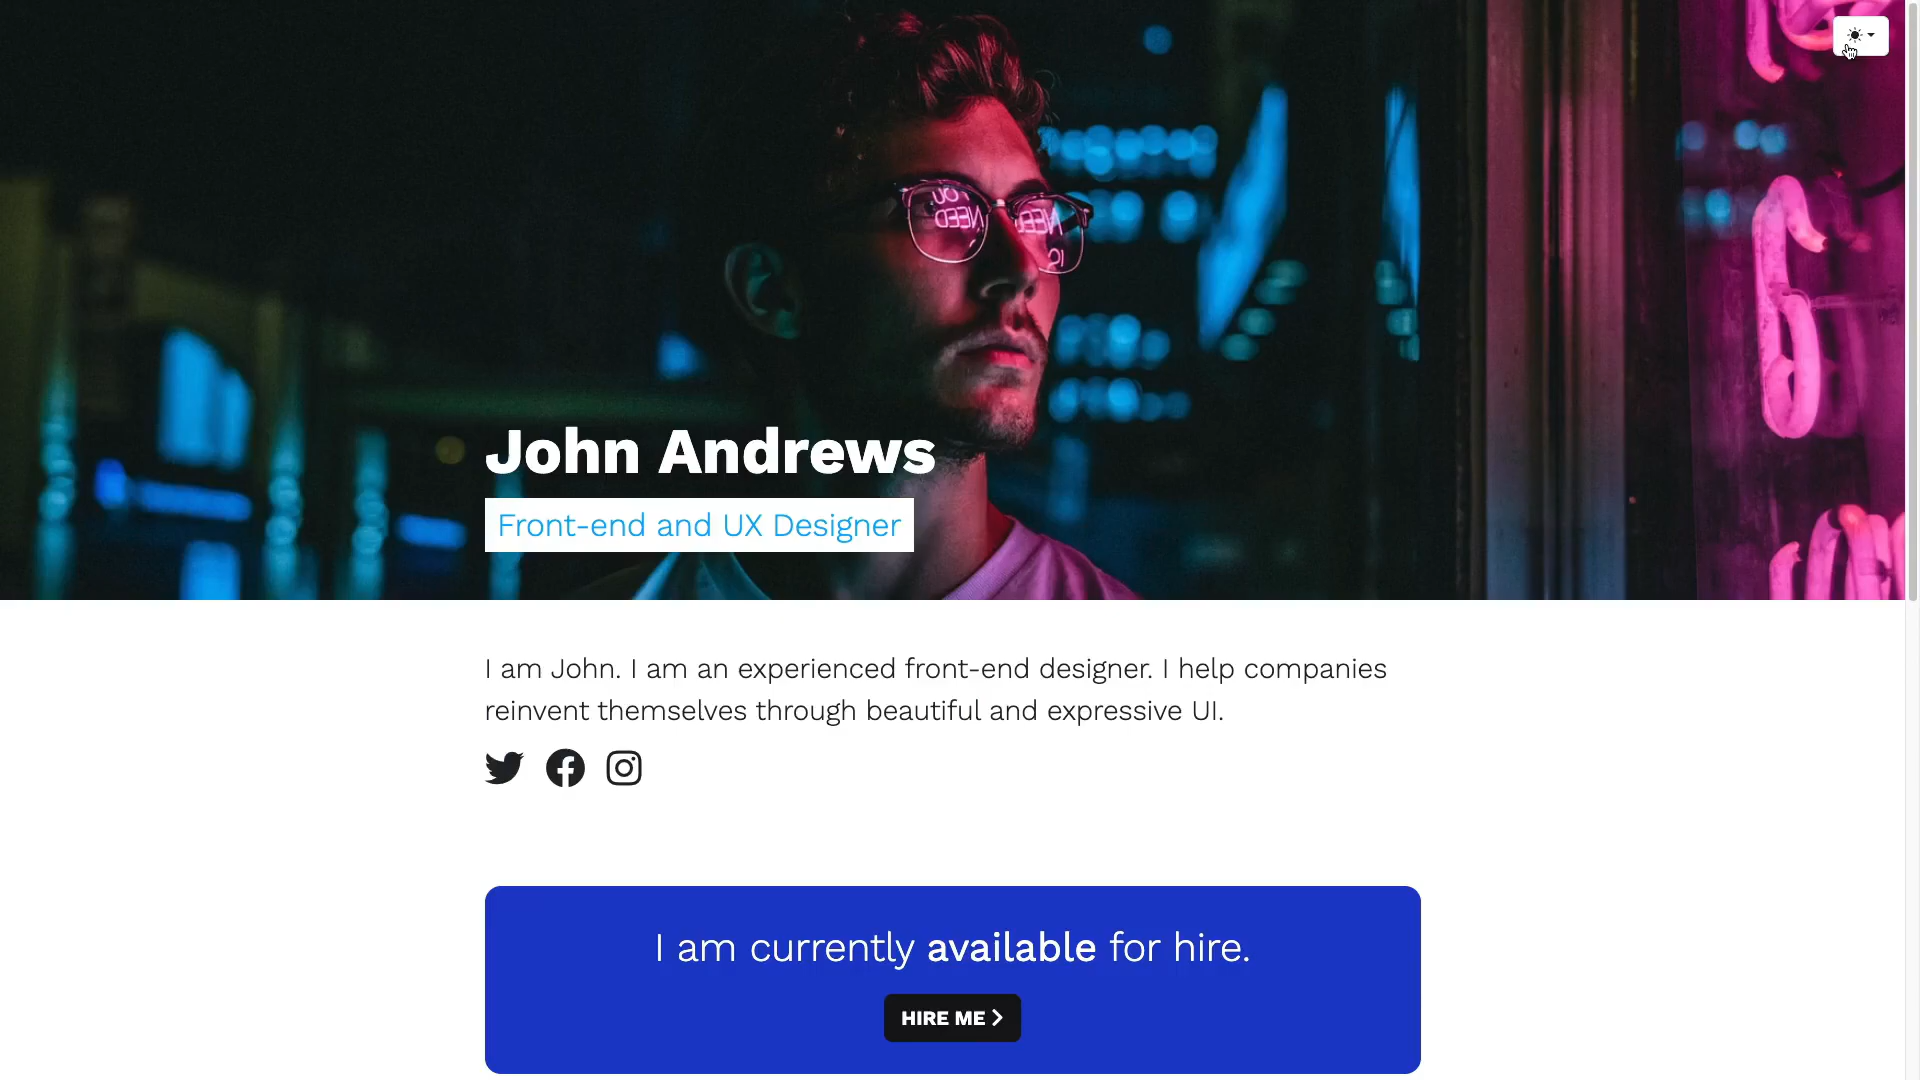 John Andrews
Front-end and UX Designer
I am John. I am an experienced front-end designer. I help companies
reinvent themselves through beautiful and expressive UI.
I am currently available for hire.
HIRE ME